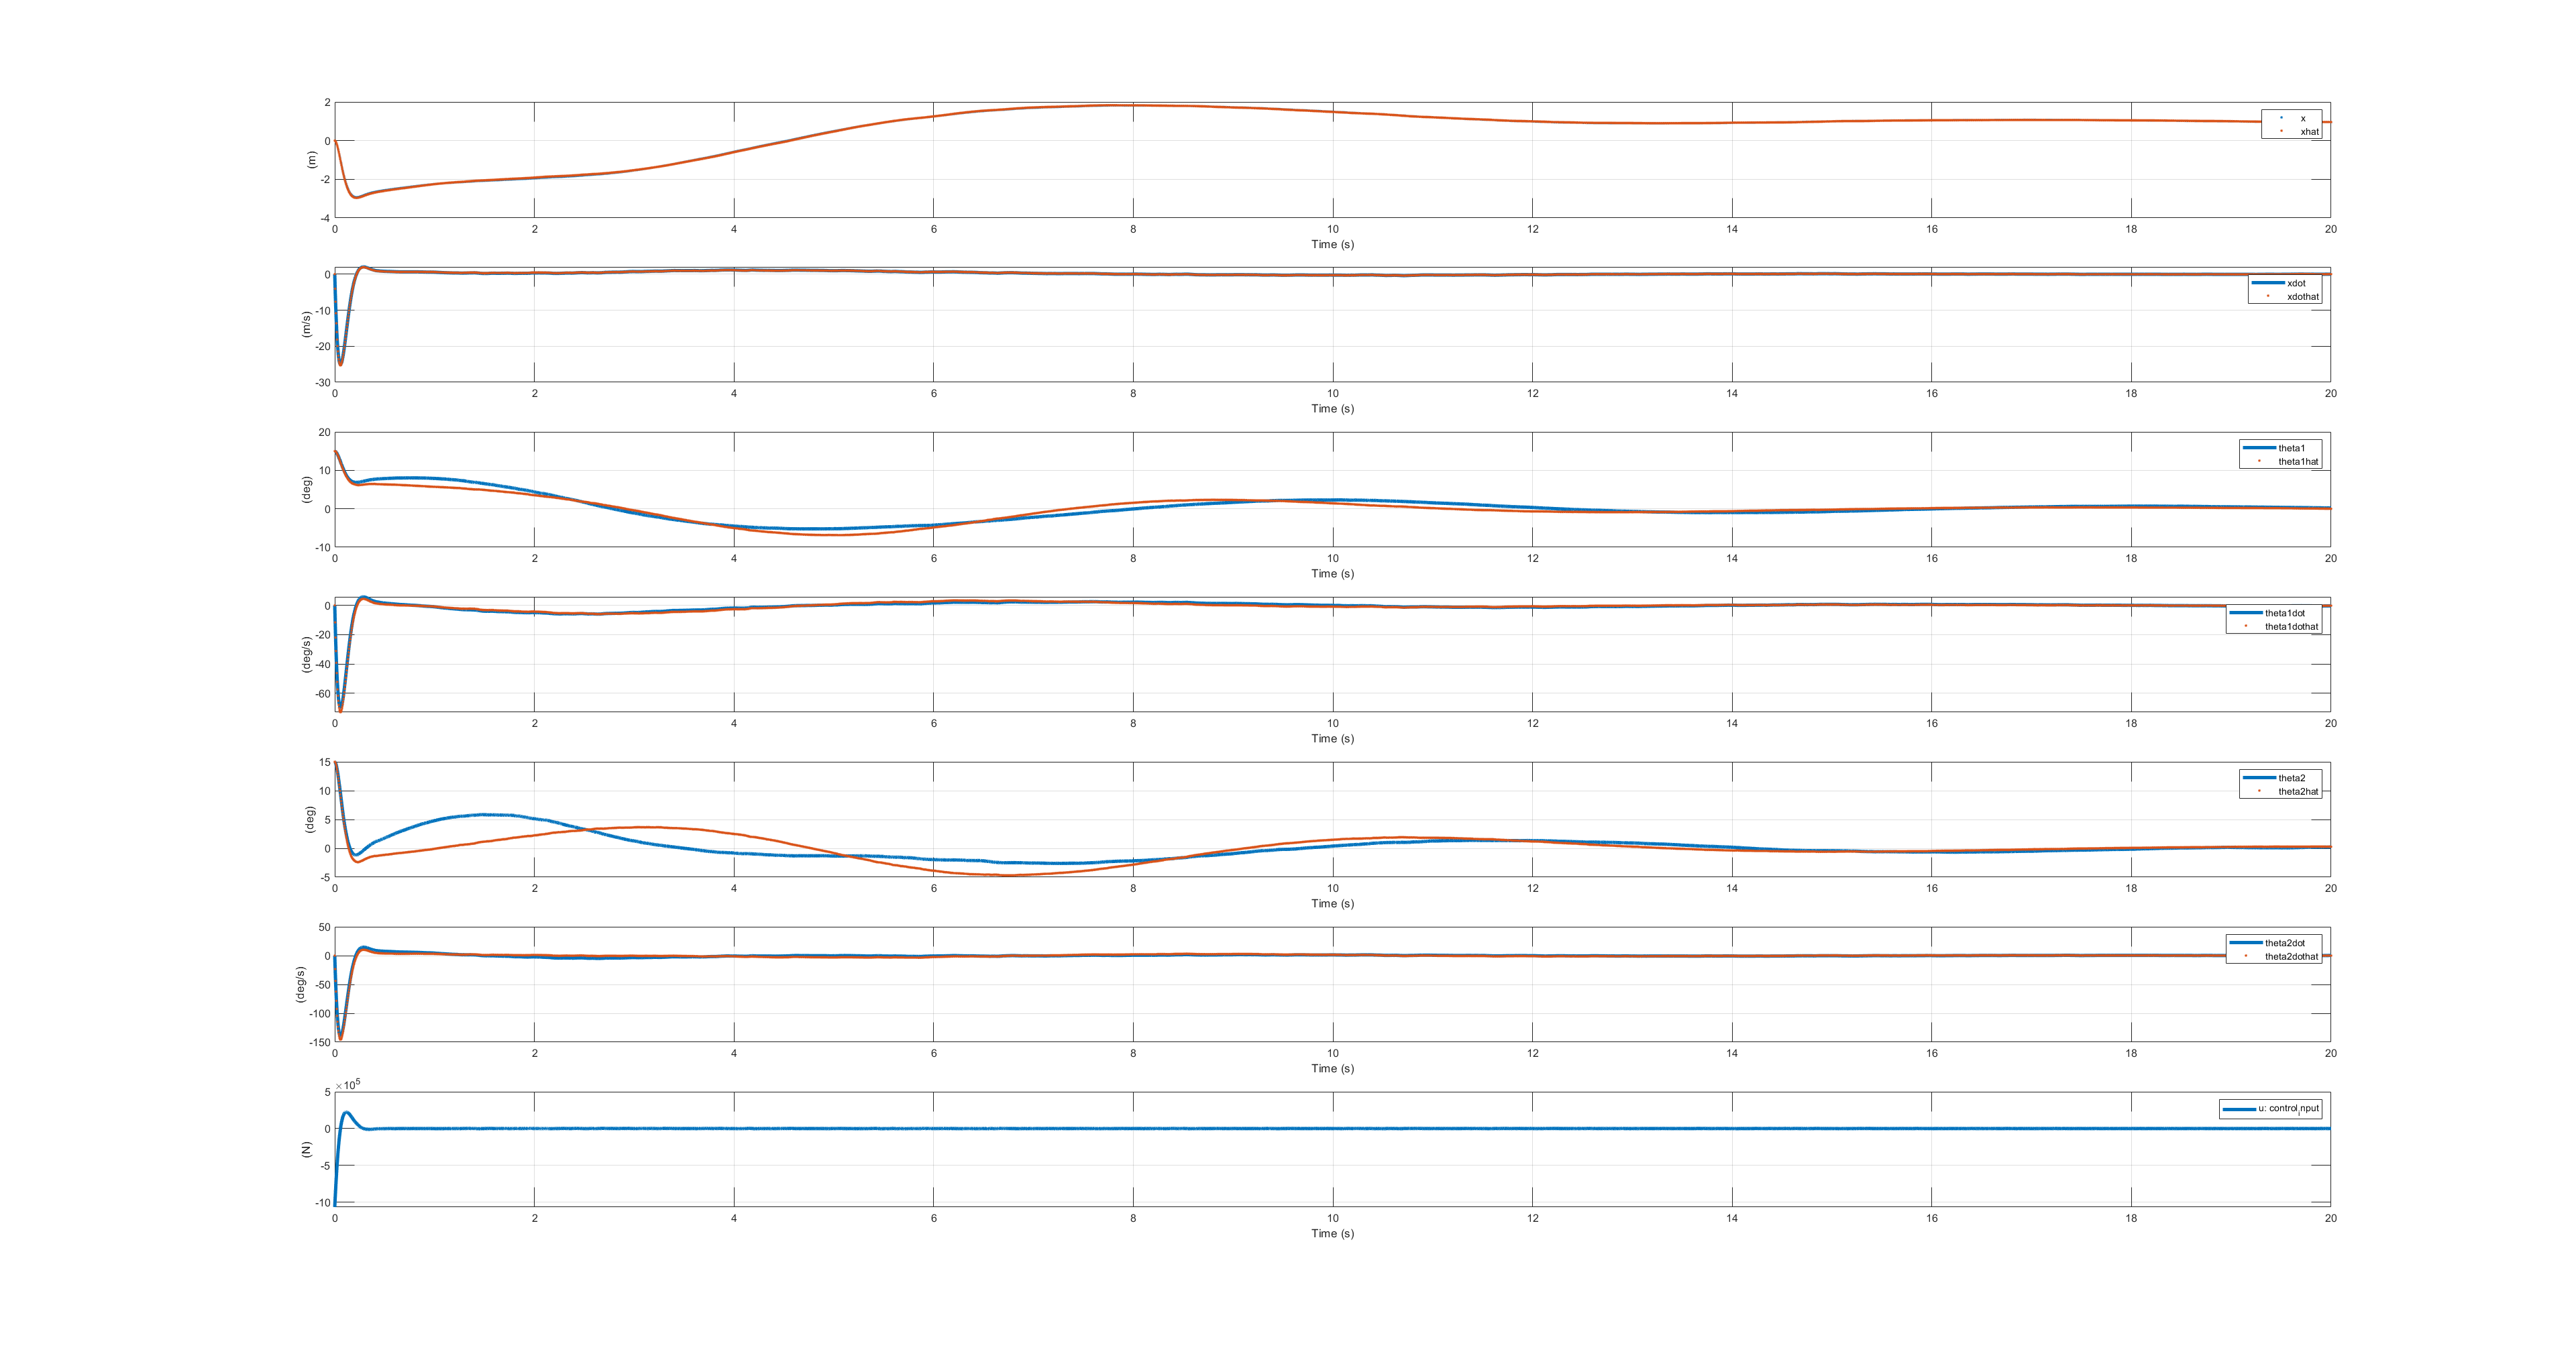 2
0
-2
-4
(m)
x
xhat
0 2 4 6 8 10 12 14 16 18 20
Time (s)
0
-10
-20
-30
(m/s)
xdot
xdothat
0 2 4 6 8 10 12 14 16 18 20
Time (s)
20
10
0
-10
(deg)
theta1
theta1hat
0 2 4 6 8 10 12 14 16 18 20
Time (s)
0
-20
-40
-60
(deg/s)
theta1dot
theta1dothat
0 2 4 6 8 10 12 14 16 18 20
Time (s)
15
10
5
0
-5
(deg)
theta2
theta2hat
0 2 4 6 8 10 12 14 16 18 20
Time (s)
50
0
-50
-100
-150
(deg/s)
theta2dot
theta2dothat
0 2 4 6 8 10 12 14 16 18 20
Time (s)
×10⁵
5
0
-5
-10
(N)
u: controlᵢnput
0 2 4 6 8 10 12 14 16 18 20
Time (s)